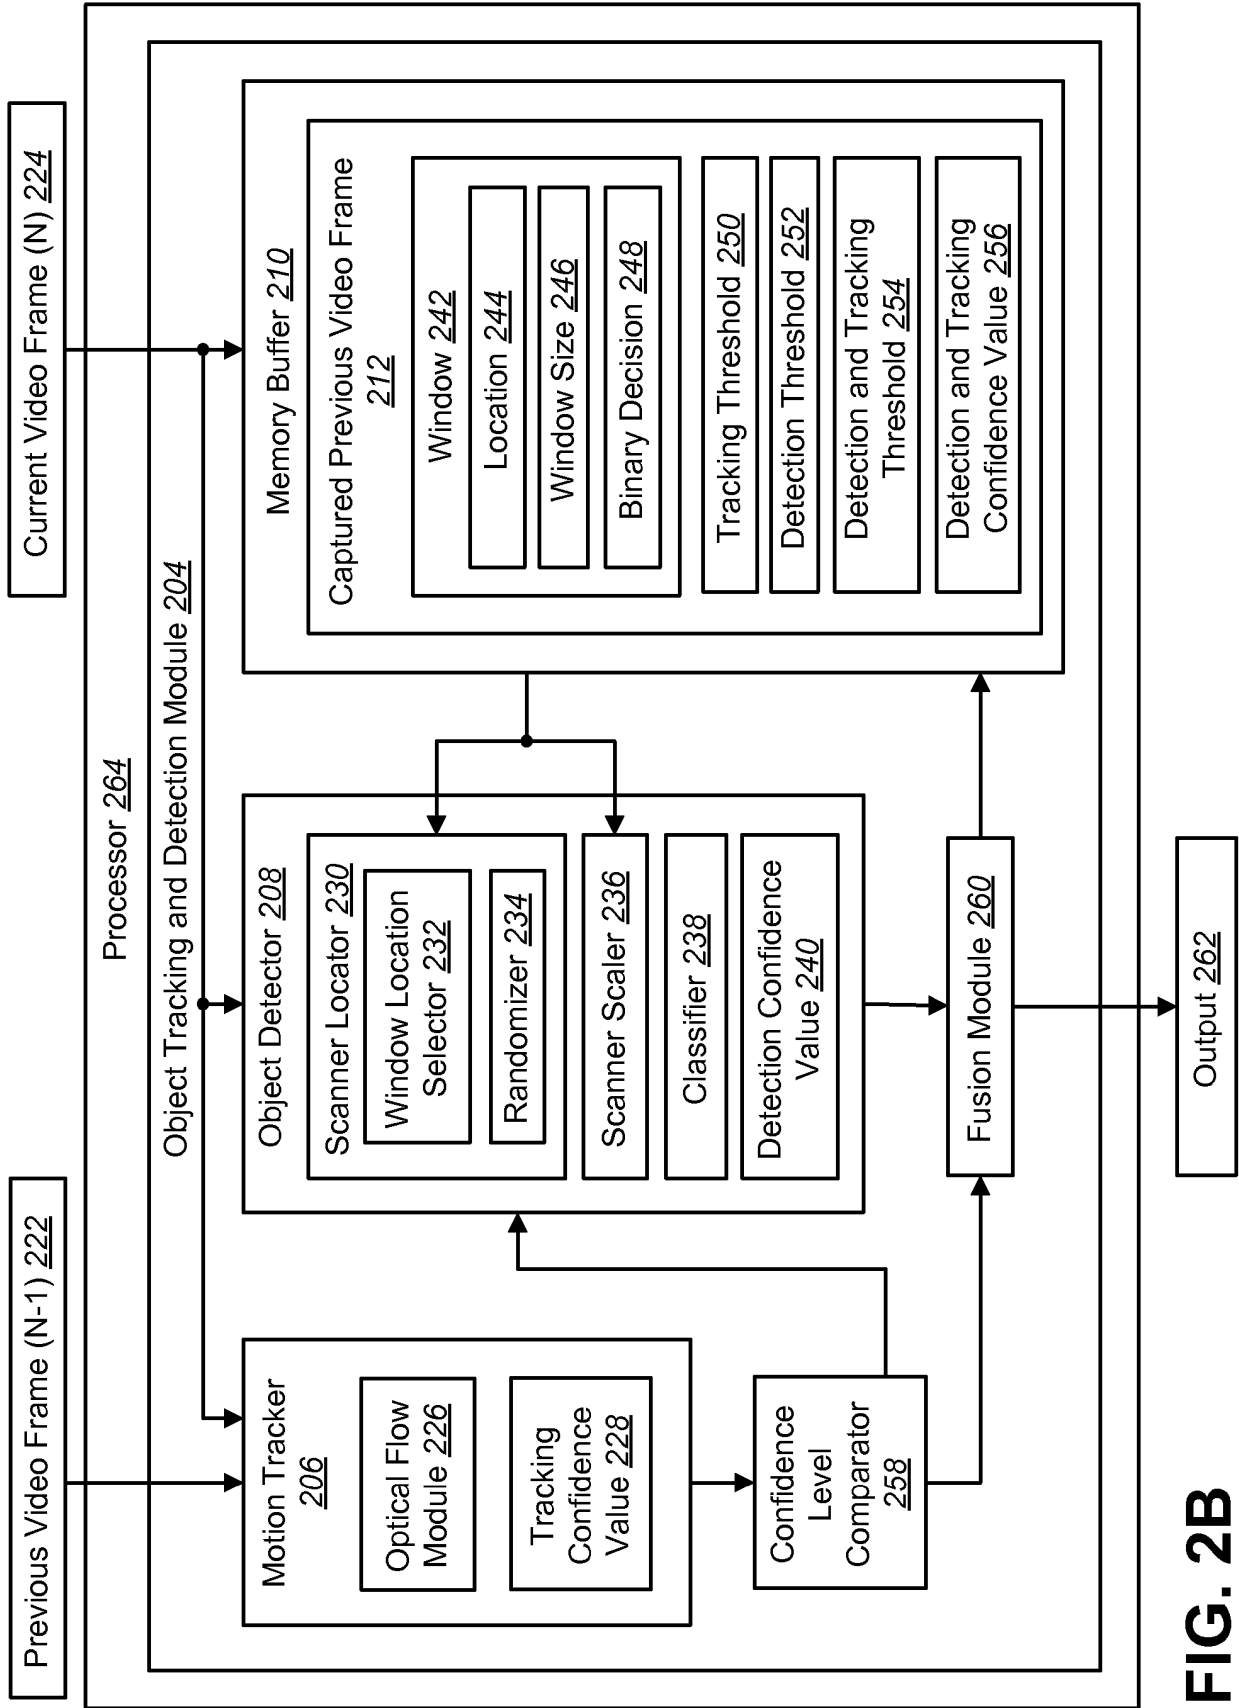 Previous Video Frame (N-1) 222
Current Video Frame (N) 224
Processor 264
Object Tracking and Detection Module 204
Motion Tracker
206
Optical Flow
Module 226
Tracking
Confidence
Value 228
Confidence
Level
Comparator
258
Object Detector 208
Scanner Locator 230
Window Location
Selector 232
Randomizer 234
Scanner Scaler 236
Classifier 238
Detection Confidence
Value 240
Fusion Module 260
Memory Buffer 210
Captured Previous Video Frame
212
Window 242
Location 244
Window Size 246
Binary Decision 248
Tracking Threshold 250
Detection Threshold 252
Detection and Tracking
Threshold 254
Detection and Tracking
Confidence Value 256
Output 262
FIG. 2B